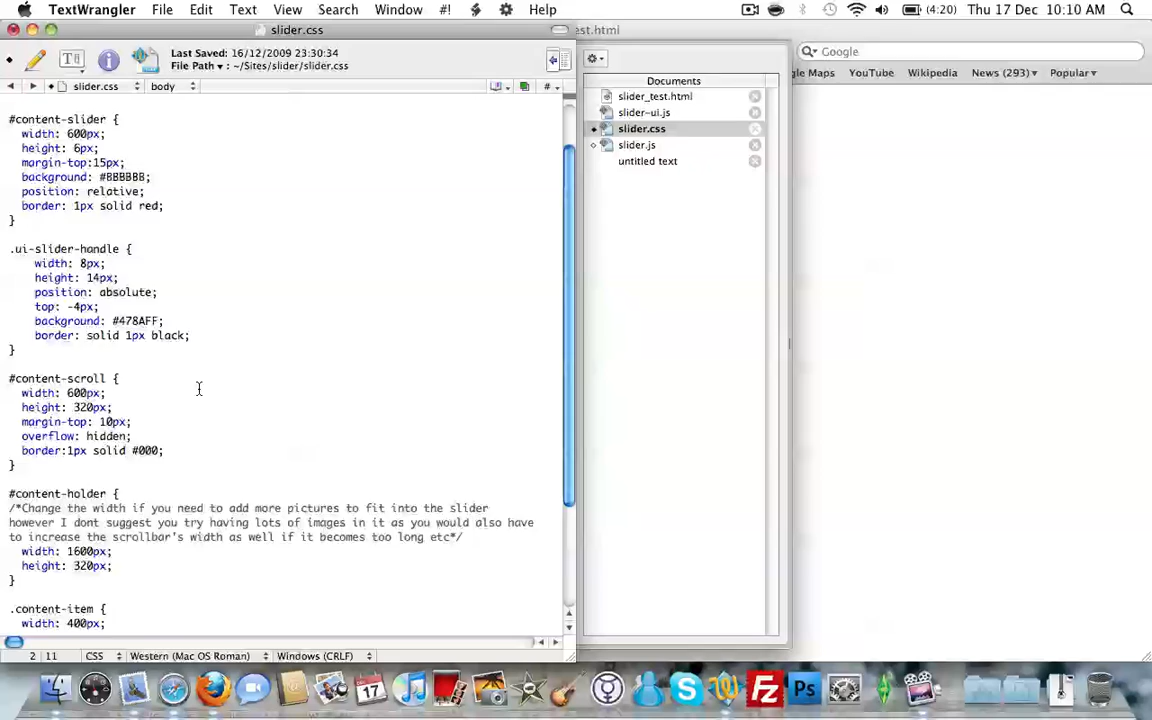 TextWrangler File Edit Text View Search Window #! Help (4:20) Thu 17 Dec 10:10 AM
slider.css
est.html
Last Saved: 16/12/2009 23:30:34
File Path ▾ : ~/Sites/slider/slider.css
Google
gle Maps YouTube Wikipedia News (293)▾ Popular▾
slider.css body #
Documents
slider_test.html
slider-ui.js
slider.css
slider.js
untitled text
#content-slider {
width: 600px;
height: 6px;
margin-top:15px;
background: #BBBBBB;
position: relative;
border: 1px solid red;
}
.ui-slider-handle {
width: 8px;
height: 14px;
position: absolute;
top: -4px;
background: #478AFF;
border: solid 1px black;
}
#content-scroll {
width: 600px;
height: 320px;
margin-top: 10px;
overflow: hidden;
border:1px solid #000;
}
#content-holder {
/*Change the width if you need to add more pictures to fit into the slider
however I dont suggest you try having lots of images in it as you would also have
to increase the scrollbar's width as well if it becomes too long etc*/
width: 1600px;
height: 320px;
}
.content-item {
width: 400px;
2 11 CSS Western (Mac OS Roman) Windows (CRLF)
17
Fz Ps